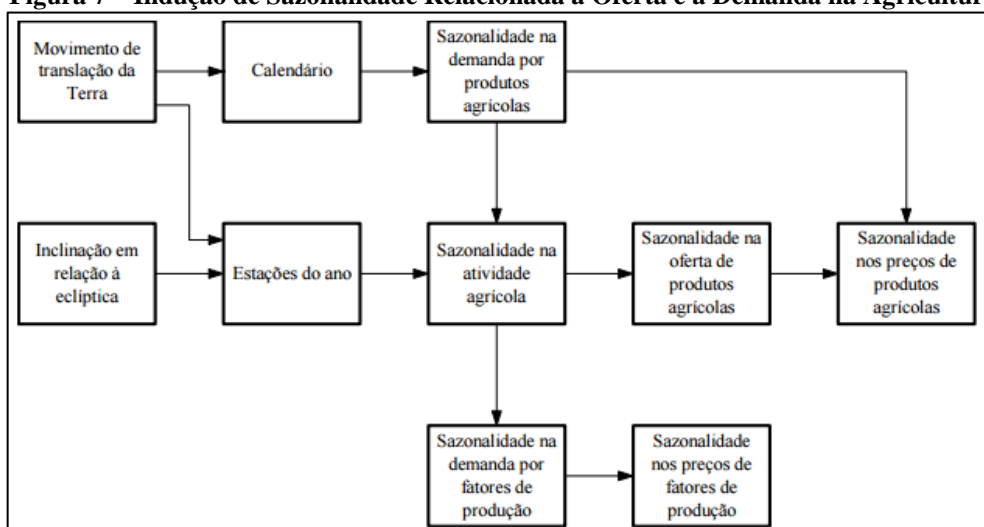 Figura 7 – Indução de Sazonalidade Relacionada à Oferta e à Demanda na Agricultur
Movimento de
translação da
Terra
Calendário
Sazonalidade na
demanda por
produtos
agrícolas
Inclinação em
relação à
eclíptica
Estações do ano
Sazonalidade na
atividade
agrícola
Sazonalidade na
oferta de
produtos
agrícolas
Sazonalidade
nos preços de
produtos
agrícolas
Sazonalidade na
demanda por
fatores de
produção
Sazonalidade
nos preços de
fatores de
produção